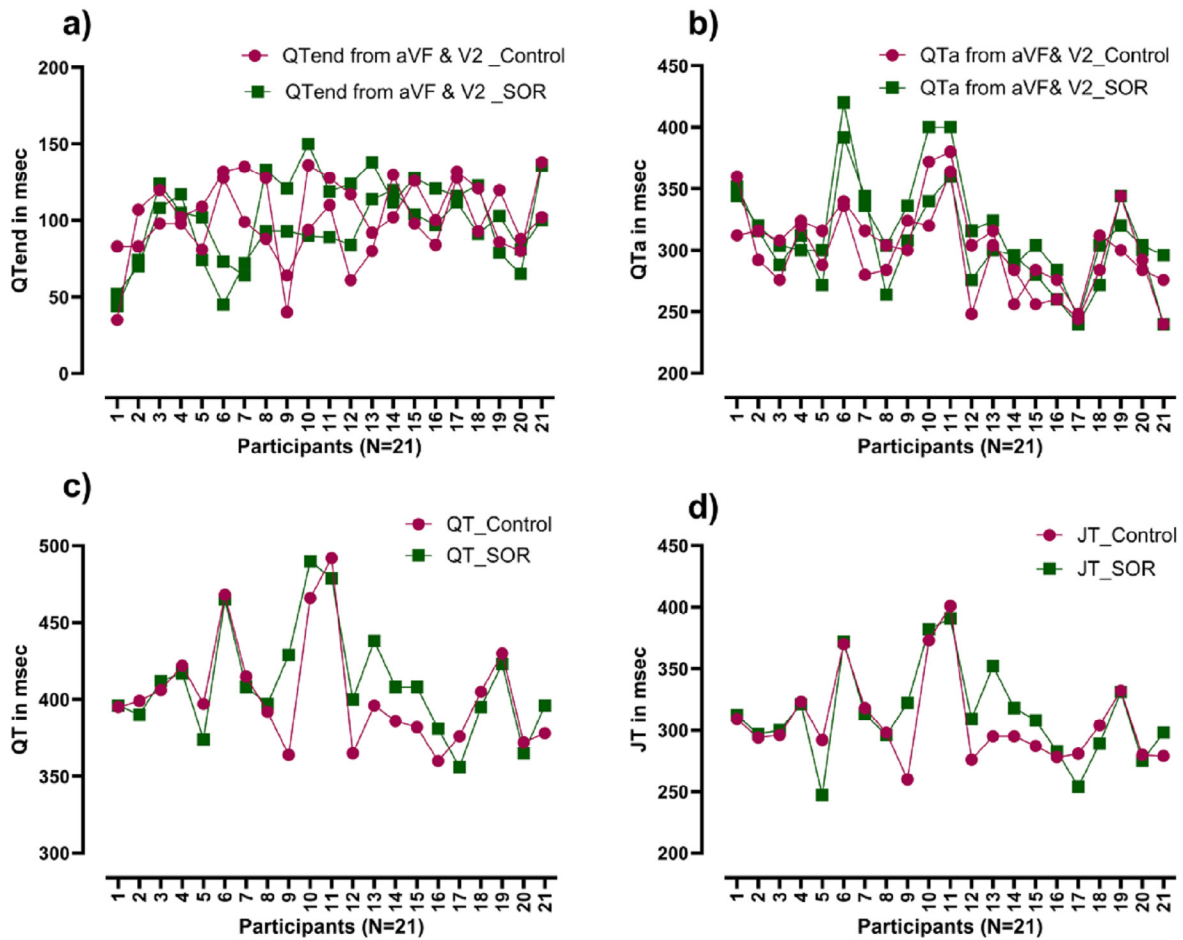 a)
QTend from aVF & V2 _Control
QTend from aVF & V2 _SOR
QTend in msec
200
150
100
50
0
1 2 3 4 5 6 7 8 9 10 11 12 13 14 15 16 17 18 19 20 21
Participants (N=21)
b)
QTa from aVF& V2_Control
QTa from aVF& V2_SOR
QTa in msec
450
400
350
300
250
200
1 2 3 4 5 6 7 8 9 10 11 12 13 14 15 16 17 18 19 20 21
Participants (N=21)
c)
QT_Control
QT_SOR
QT in msec
500
450
400
350
300
1 2 3 4 5 6 7 8 9 10 11 12 13 14 15 16 17 18 19 20 21
Participants (N=21)
d)
JT_Control
JT_SOR
JT in msec
450
400
350
300
250
200
1 2 3 4 5 6 7 8 9 10 11 12 13 14 15 16 17 18 19 20 21
Participants (N=21)